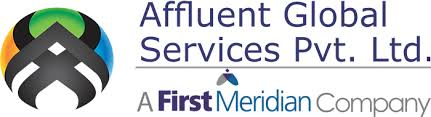 Affluent Global
Services Pvt. Ltd.
A First Meridian Company